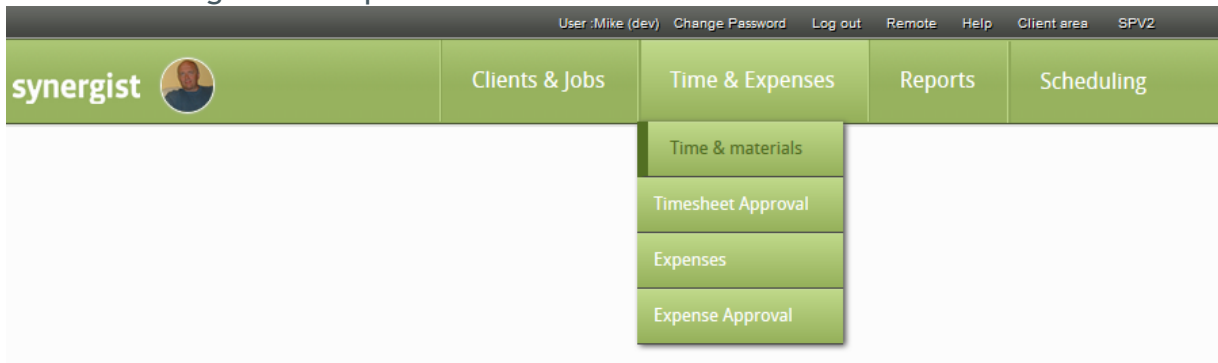 User :Mike (dev) Change Password Log out Remote Help Client area SPV2
synergist Clients & Jobs Time & Expenses Reports Scheduling
Time & materials
Timesheet Approval
Expenses
Expense Approval